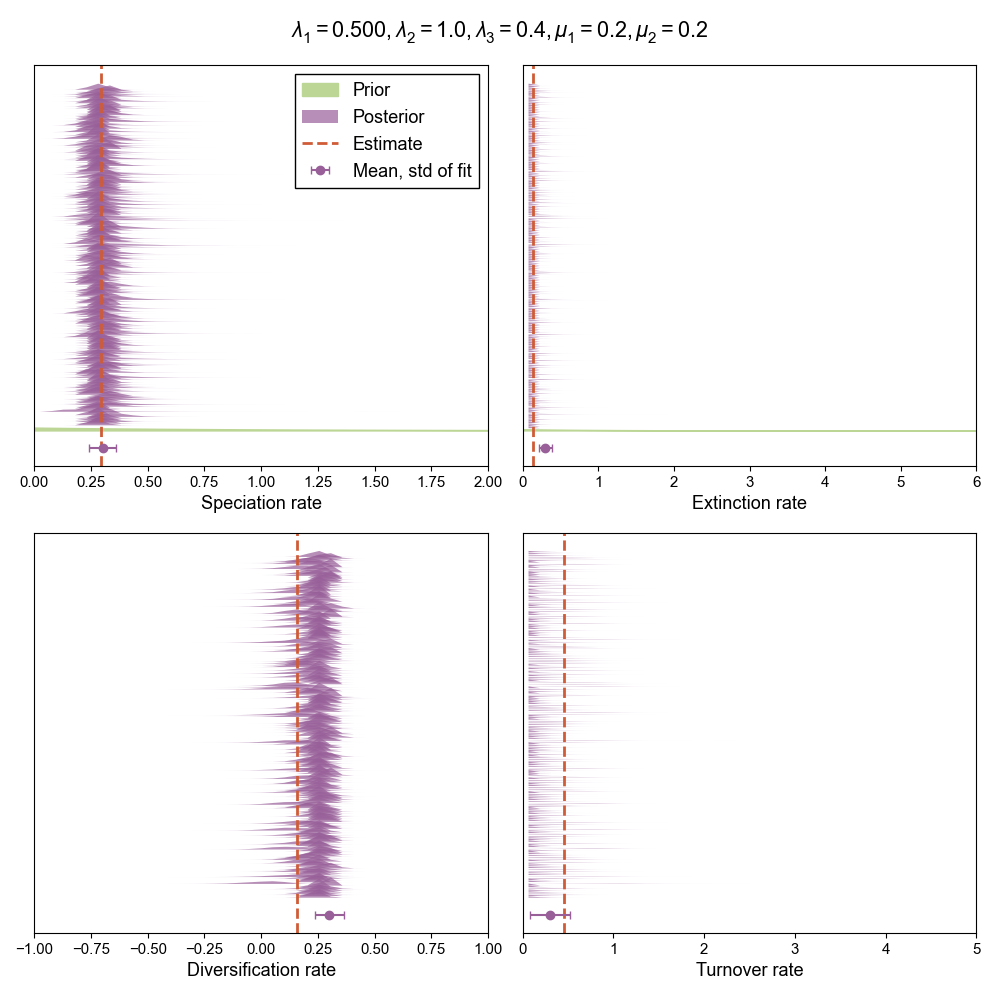 λ₁ = 0.500, λ₂ = 1.0, λ₃ = 0.4, μ₁ = 0.2, μ₂ = 0.2
Prior
Posterior
Estimate
Mean, std of fit
0.00 0.25 0.50 0.75 1.00 1.25 1.50 1.75 2.00
Speciation rate
0 1 2 3 4 5 6
Extinction rate
−1.00 −0.75 −0.50 −0.25 0.00 0.25 0.50 0.75 1.00
Diversification rate
0 1 2 3 4 5
Turnover rate